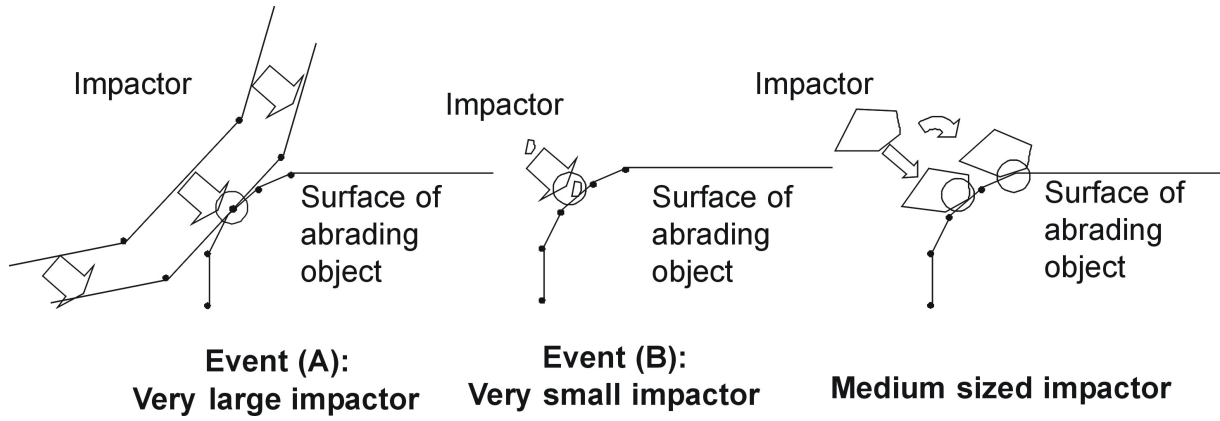 Impactor
Surface of
abrading
object
Event (A):
Very large impactor
Impactor
Surface of
abrading
object
Event (B):
Very small impactor
Impactor
Surface of
abrading
object
Medium sized impactor